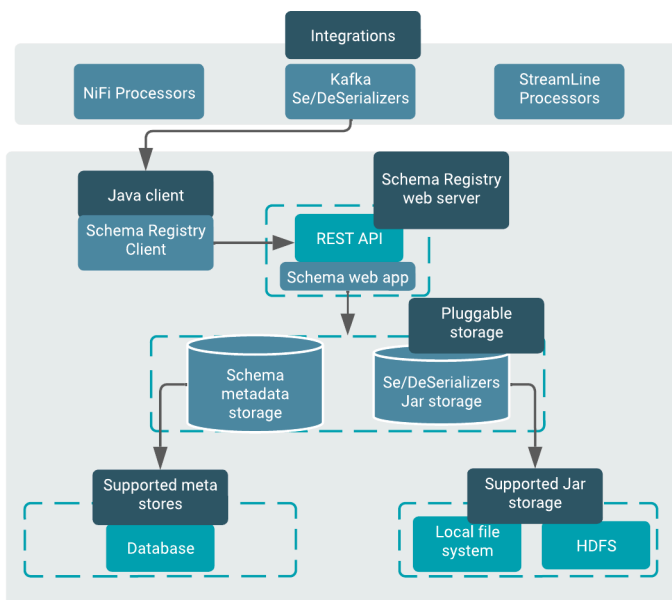 Integrations
NiFi Processors
Kafka
Se/DeSerializers
StreamLine
Processors
Java client
Schema Registry
Client
Schema Registry
web server
REST API
Schema web app
Pluggable
storage
Schema
metadata
storage
Se/DeSerializers
Jar storage
Supported meta
stores
Database
Supported Jar
storage
Local file
system
HDFS